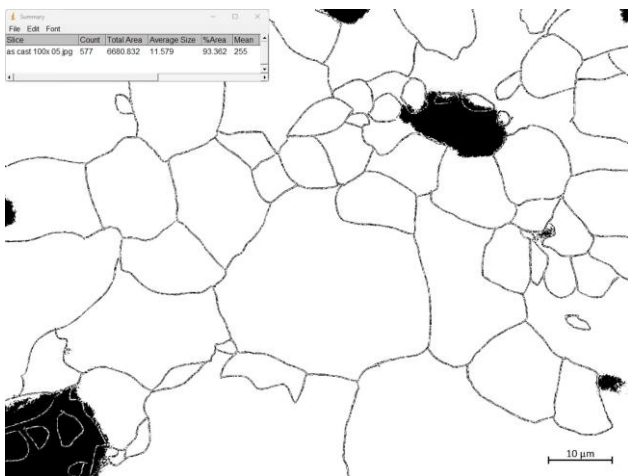 Summary
File Edit Font
Slice Count Total Area Average Size %Area Mean
as cast 100x 05.jpg 577 6680.832 11.579 93.362 255
10 µm